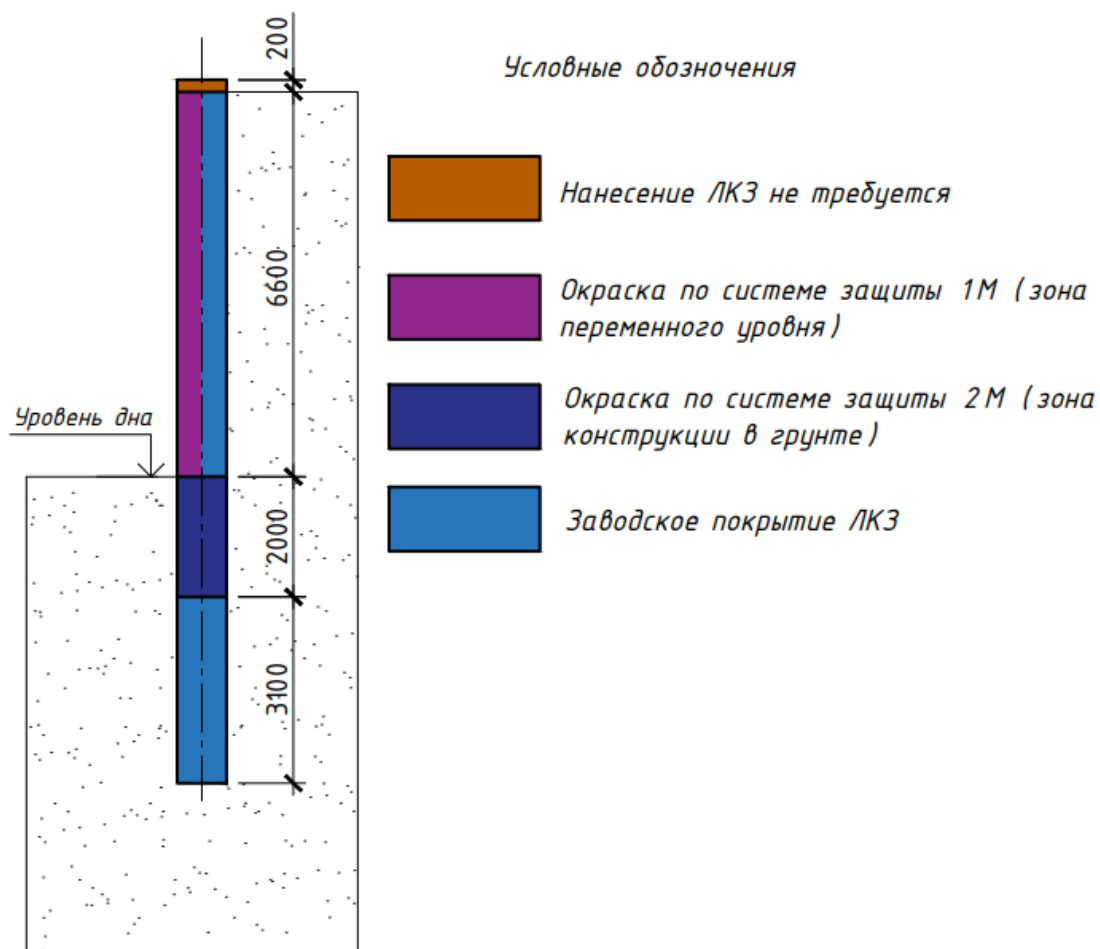 200
Условные обозначения
Нанесение ЛКЗ не требуется
6600
Окраска по системе защиты 1М (зона
переменного уровня)
Окраска по системе защиты 2М (зона
конструкции в грунте)
Уровень дна
2000
Заводское покрытие ЛКЗ
3100